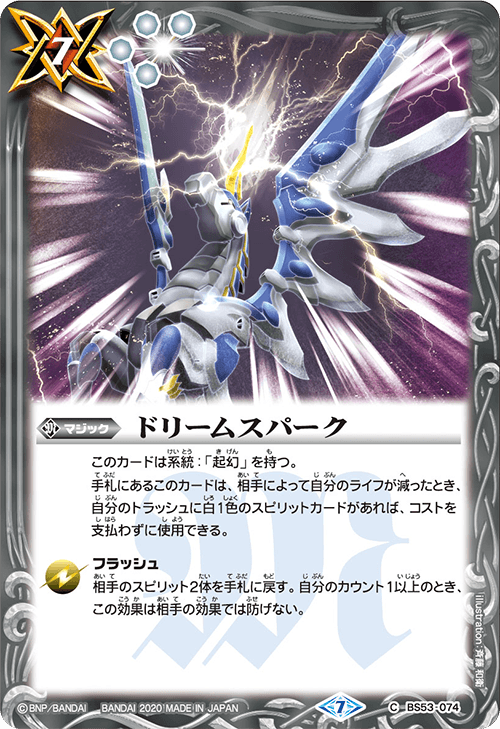 7
マジック
ドリームスパーク
このカードは系統：「起幻」を持つ。
手札にあるこのカードは、相手によって自分のライフが減ったとき、
自分のトラッシュに白1色のスピリットカードがあれば、コストを
支払わずに使用できる。
フラッシュ
相手のスピリット2体を手札に戻す。自分のカウント1以上のとき、
この効果は相手の効果では防げない。
Illustration:斉藤 和衛
©BNP/BANDAI BANDAI 2020 MADE IN JAPAN 7 C BS53-074